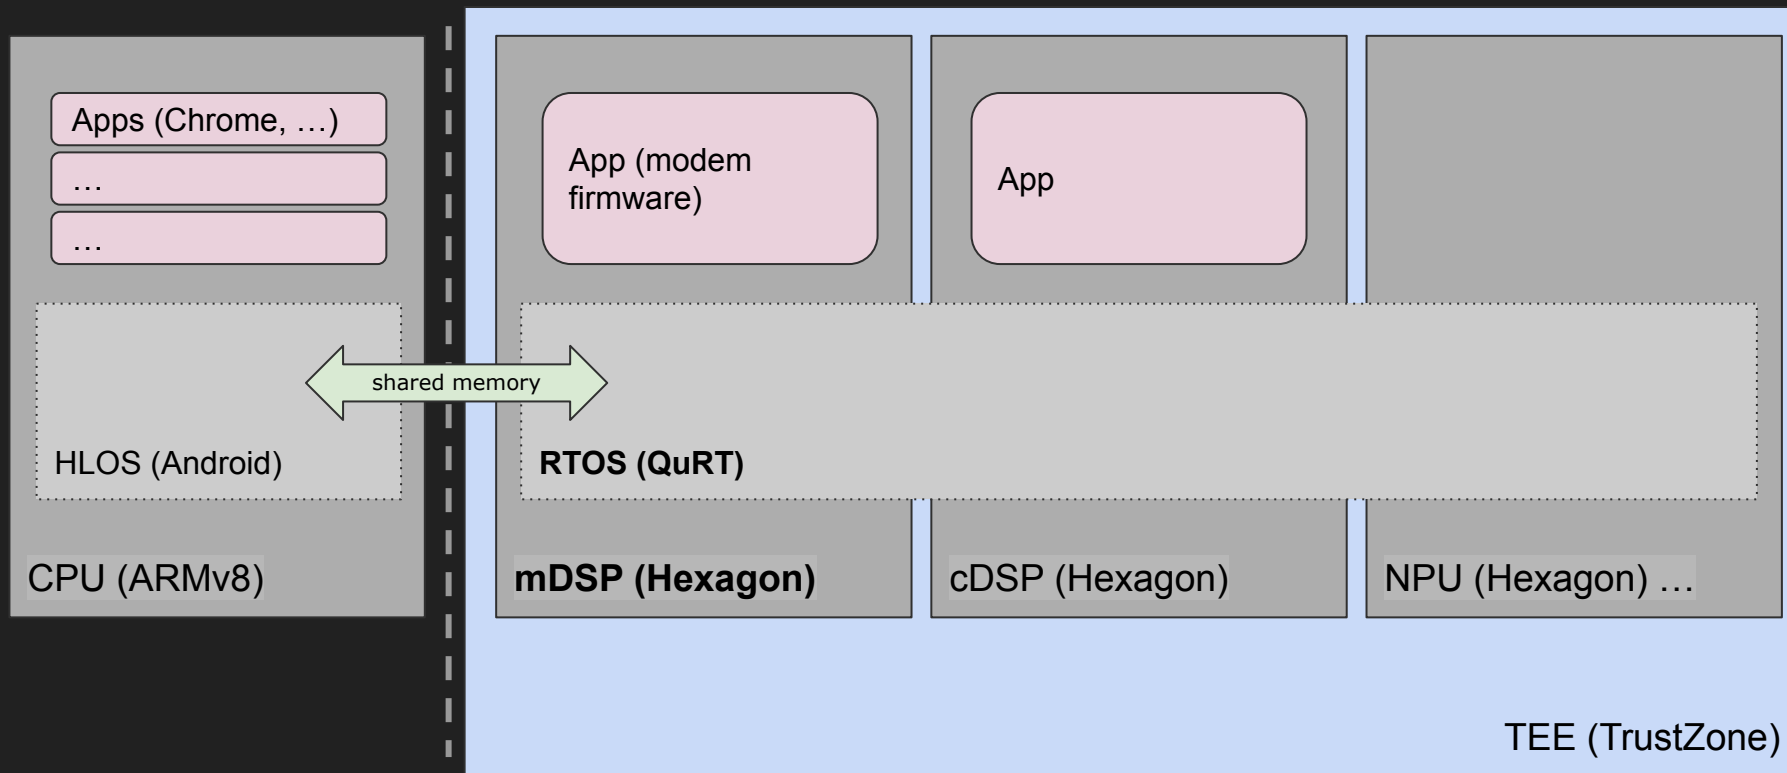 Apps (Chrome, …)
…
…
HLOS (Android)
CPU (ARMv8)
shared memory
App (modem
firmware)
RTOS (QuRT)
mDSP (Hexagon)
App
cDSP (Hexagon)
NPU (Hexagon) …
TEE (TrustZone)